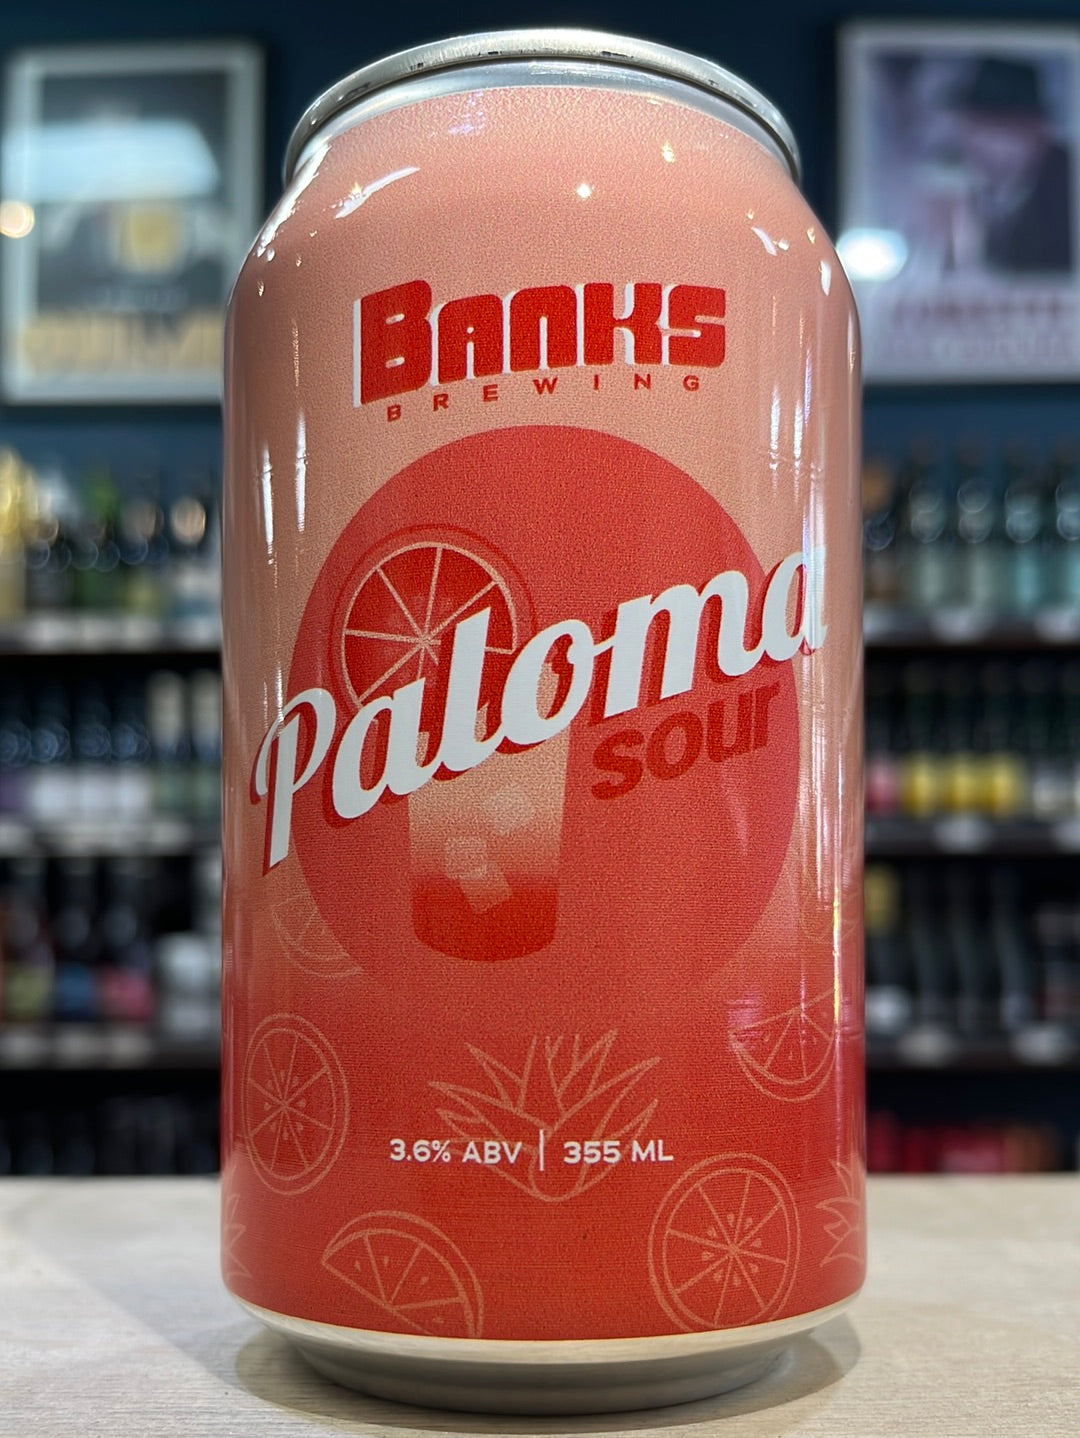 BANKS
BREWING
Paloma
sour
3.6% ABV | 355 ML